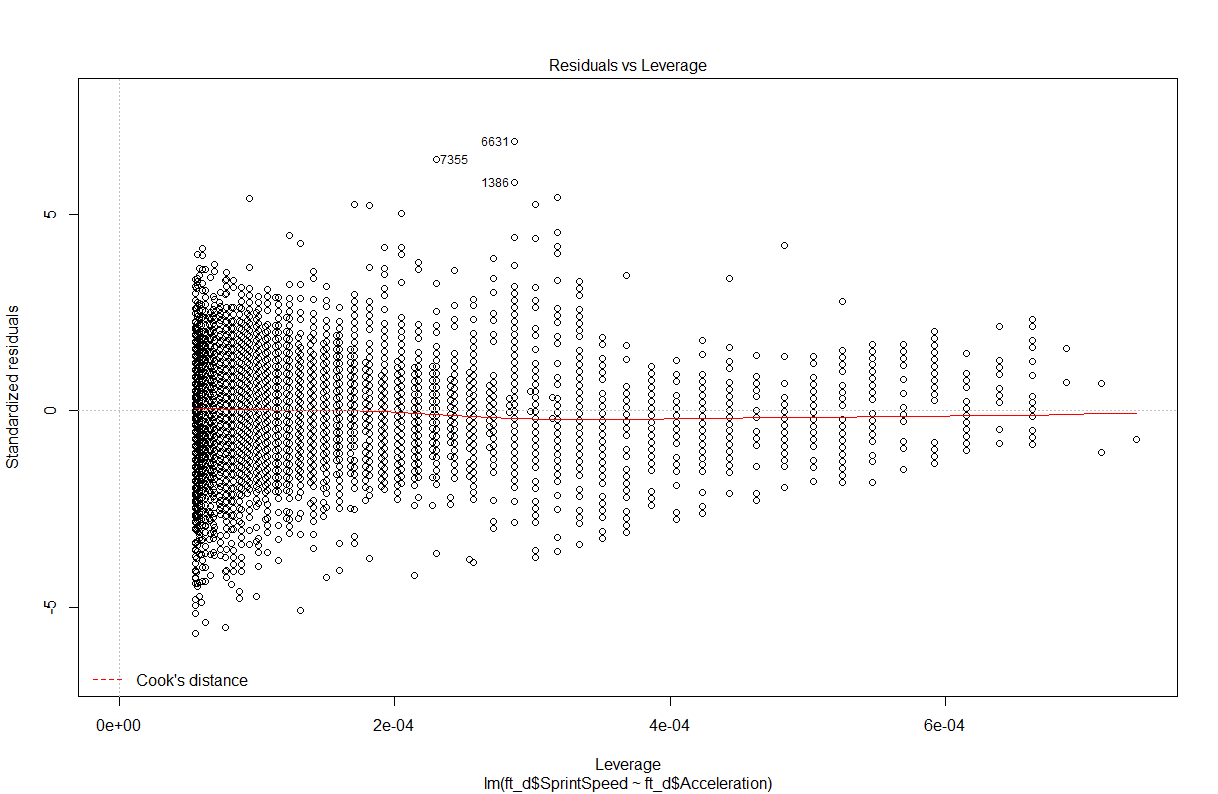 Residuals vs Leverage
6631
7355
1386
5
0
-5
Standardized residuals
Cook's distance
0e+00
2e-04
4e-04
6e-04
Leverage
lm(ft_d$SprintSpeed ~ ft_d$Acceleration)